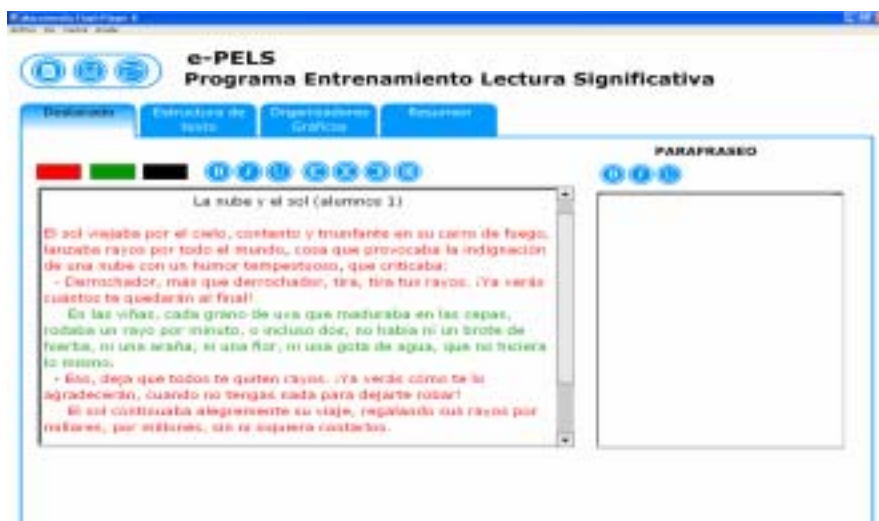 e-PELS
Programa Entrenamiento Lectura Significativa
Destacado
Estructura de
texto
Organizadores
Gráficos
Resumen
PARAFRASEO
La nube y el sol (alumnos 1)
El sol viajaba por el cielo, contento y triunfante en su carro de fuego,
lanzaba rayos por todo el mundo, cosa que provocaba la indignación
de una nube con un humor tempestuoso, que criticaba:
- Derrochador, más que derrochador, tira, tira tus rayos. ¡Ya verás
cuántos te quedarán al final!
En las viñas, cada grano de uva que maduraba en las cepas,
robaba un rayo por minuto, o incluso dos, no había ni un brote de
hierba, ni una araña, ni una flor, ni una gota de agua, que no hiciera
lo mismo.
- Eso, deja que todos te quiten rayos. ¡Ya verás cómo te lo
agradecerán, cuando no tengas nada para dejarte robar!
El sol continuaba alegremente su viaje, regalando sus rayos por
millares, por millones, sin ni siquiera contarlos.